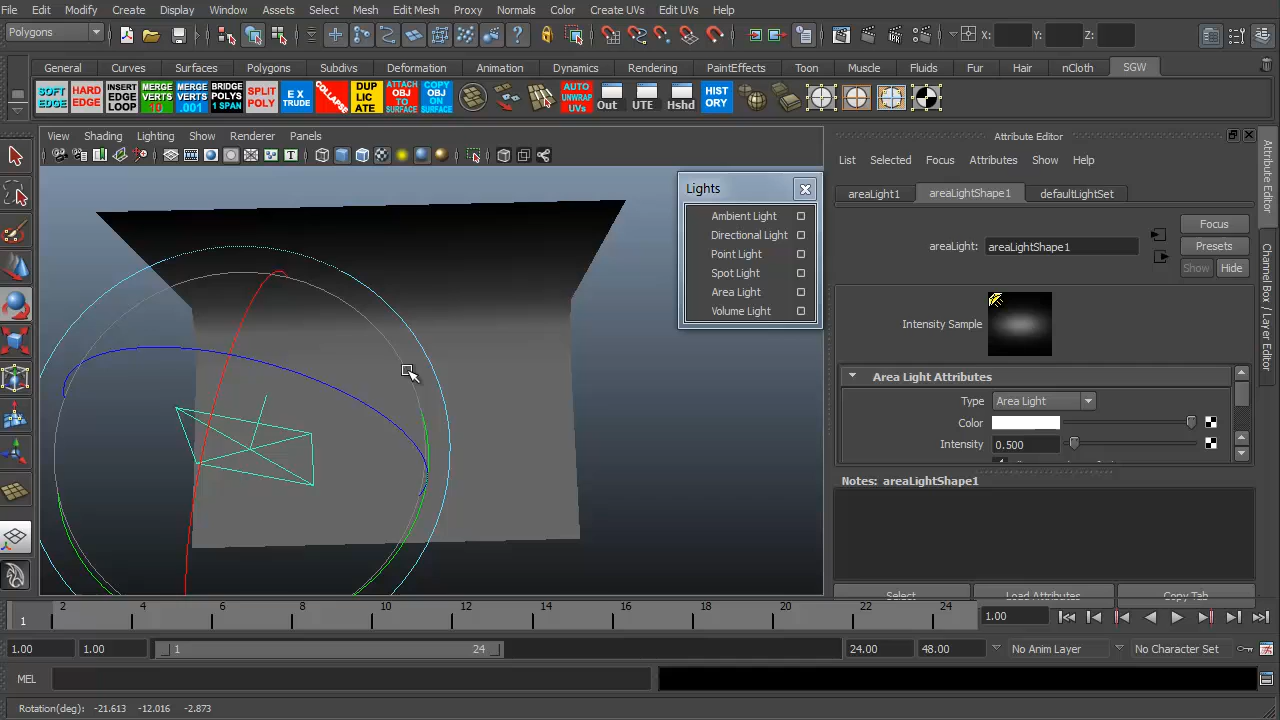 File Edit Modify Create Display Window Assets Select Mesh Edit Mesh Proxy Normals Color Create UVs Edit UVs Help
Polygons X: Y: Z:
General Curves Surfaces Polygons Subdivs Deformation Animation Dynamics Rendering PaintEffects Toon Muscle Fluids Fur Hair nCloth SGW
SOFT EDGE
HARD EDGE
INSERT EDGE LOOP
MERGE VERTS 10
MERGE VERTS .001
BRIDGE POLYS 1 SPAN
SPLIT POLY
EX TRUDE
COLLAPSE
DUP LIC ATE
ATTACH OBJ TO SURFACE
COPY OBJ ON SURFACE
AUTO UNWRAP UVs
Out UTE Hshd
HIST ORY
View Shading Lighting Show Renderer Panels
Attribute Editor
List Selected Focus Attributes Show Help
Lights
Ambient Light
Directional Light
Point Light
Spot Light
Area Light
Volume Light
areaLight1 areaLightShape1 defaultLightSet
areaLight: areaLightShape1
Focus
Presets
Show Hide
Intensity Sample
Area Light Attributes
Type Area Light
Color
Intensity 0.500
Notes: areaLightShape1
Select Load Attributes Copy Tab
Attribute Editor
Channel Box / Layer Editor
1 2 4 6 8 10 12 14 16 18 20 22 24 1.00
1.00 1.00 1 24 24.00 48.00 No Anim Layer No Character Set
MEL
Rotation(deg): -21.613 -12.016 -2.873